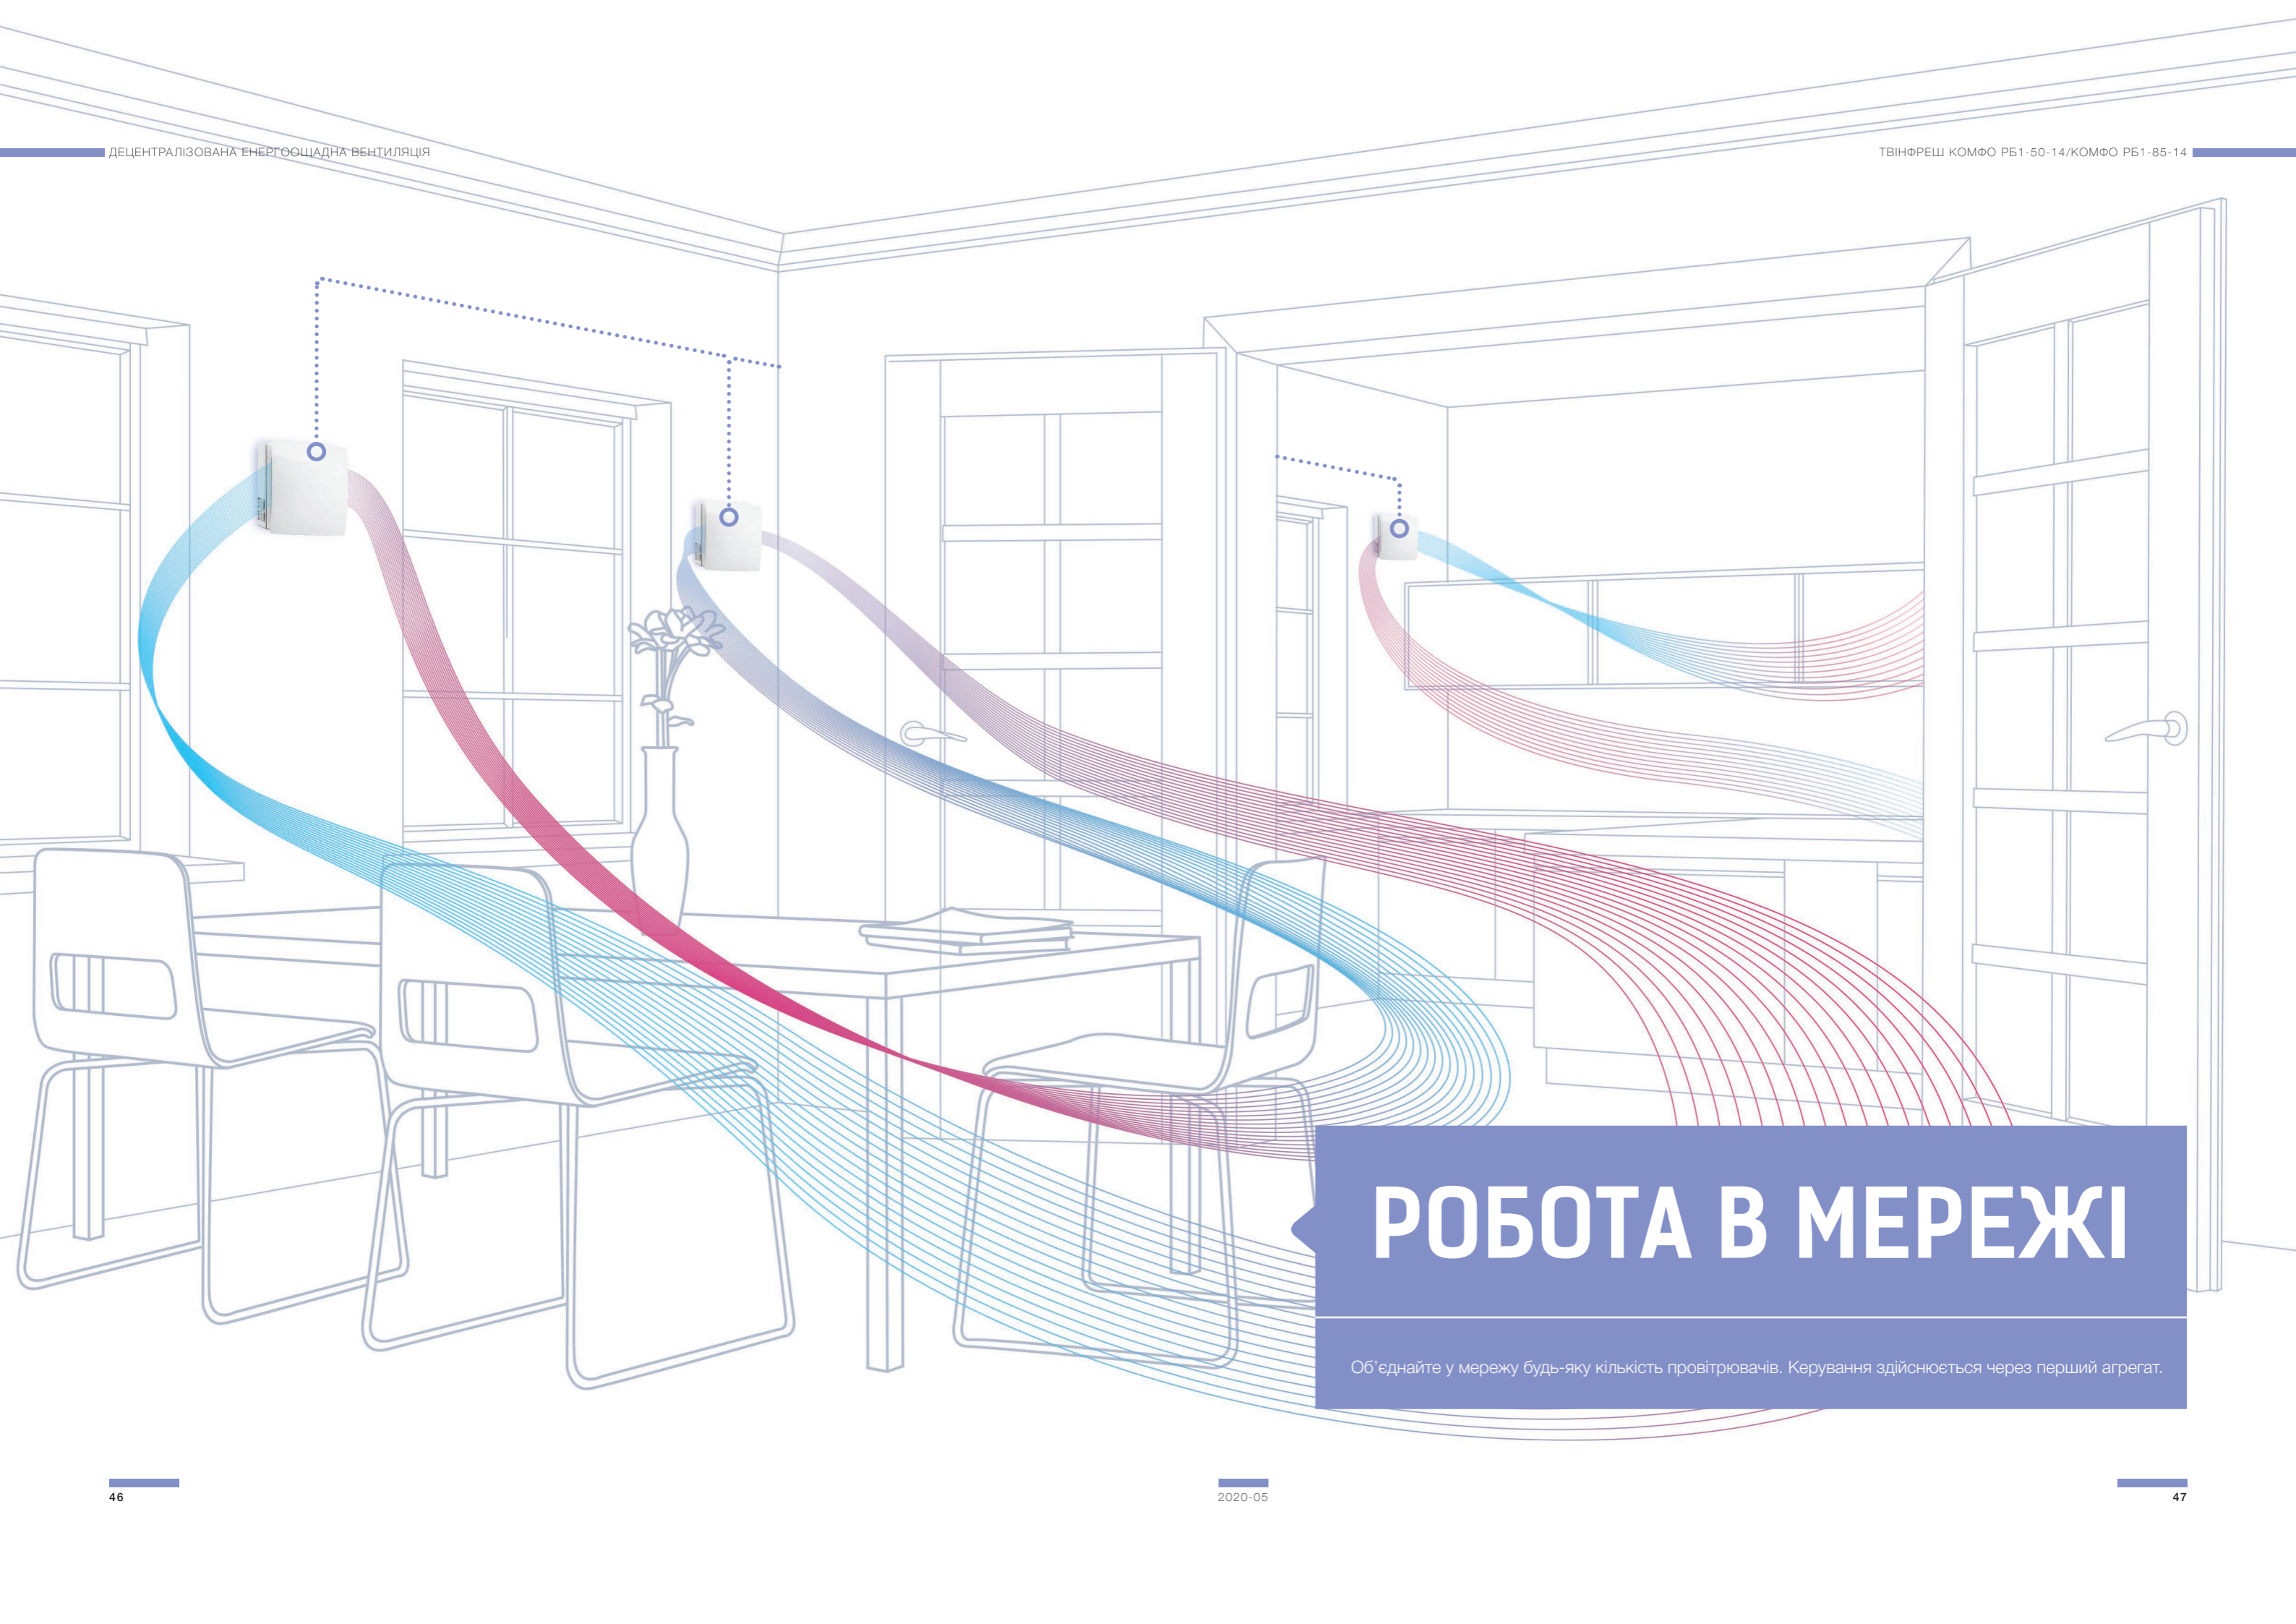 ДЕЦЕНТРАЛІЗОВАНА ЕНЕРГООЩАДНА ВЕНТИЛЯЦІЯ
ТВІНФРЕШ КОМФО РБ1-50-14/КОМФО РБ1-85-14
РОБОТА В МЕРЕЖІ
Об’єднайте у мережу будь-яку кількість провітрювачів. Керування здійснюється через перший агрегат.
46
2020-05
47